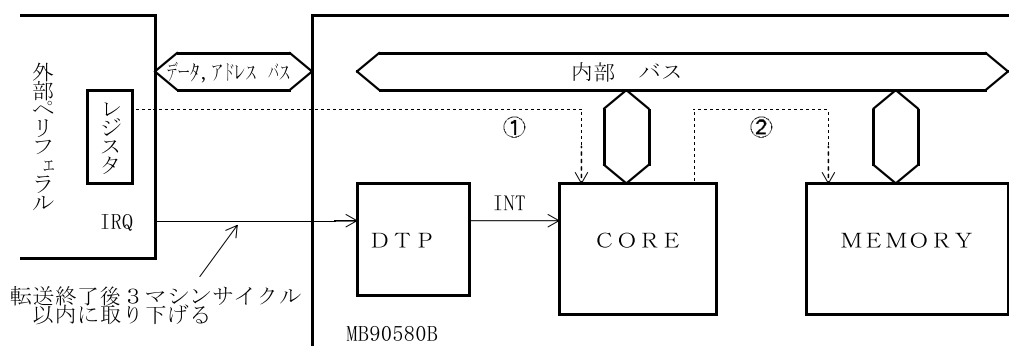 外部ペリフェラル
レジスタ
データ,アドレス バス
内部 バス
①
②
IRQ
INT
ＤＴＰ
ＣＯＲＥ
ＭＥＭＯＲＹ
転送終了後３マシンサイクル
以内に取り下げる
MB90580B